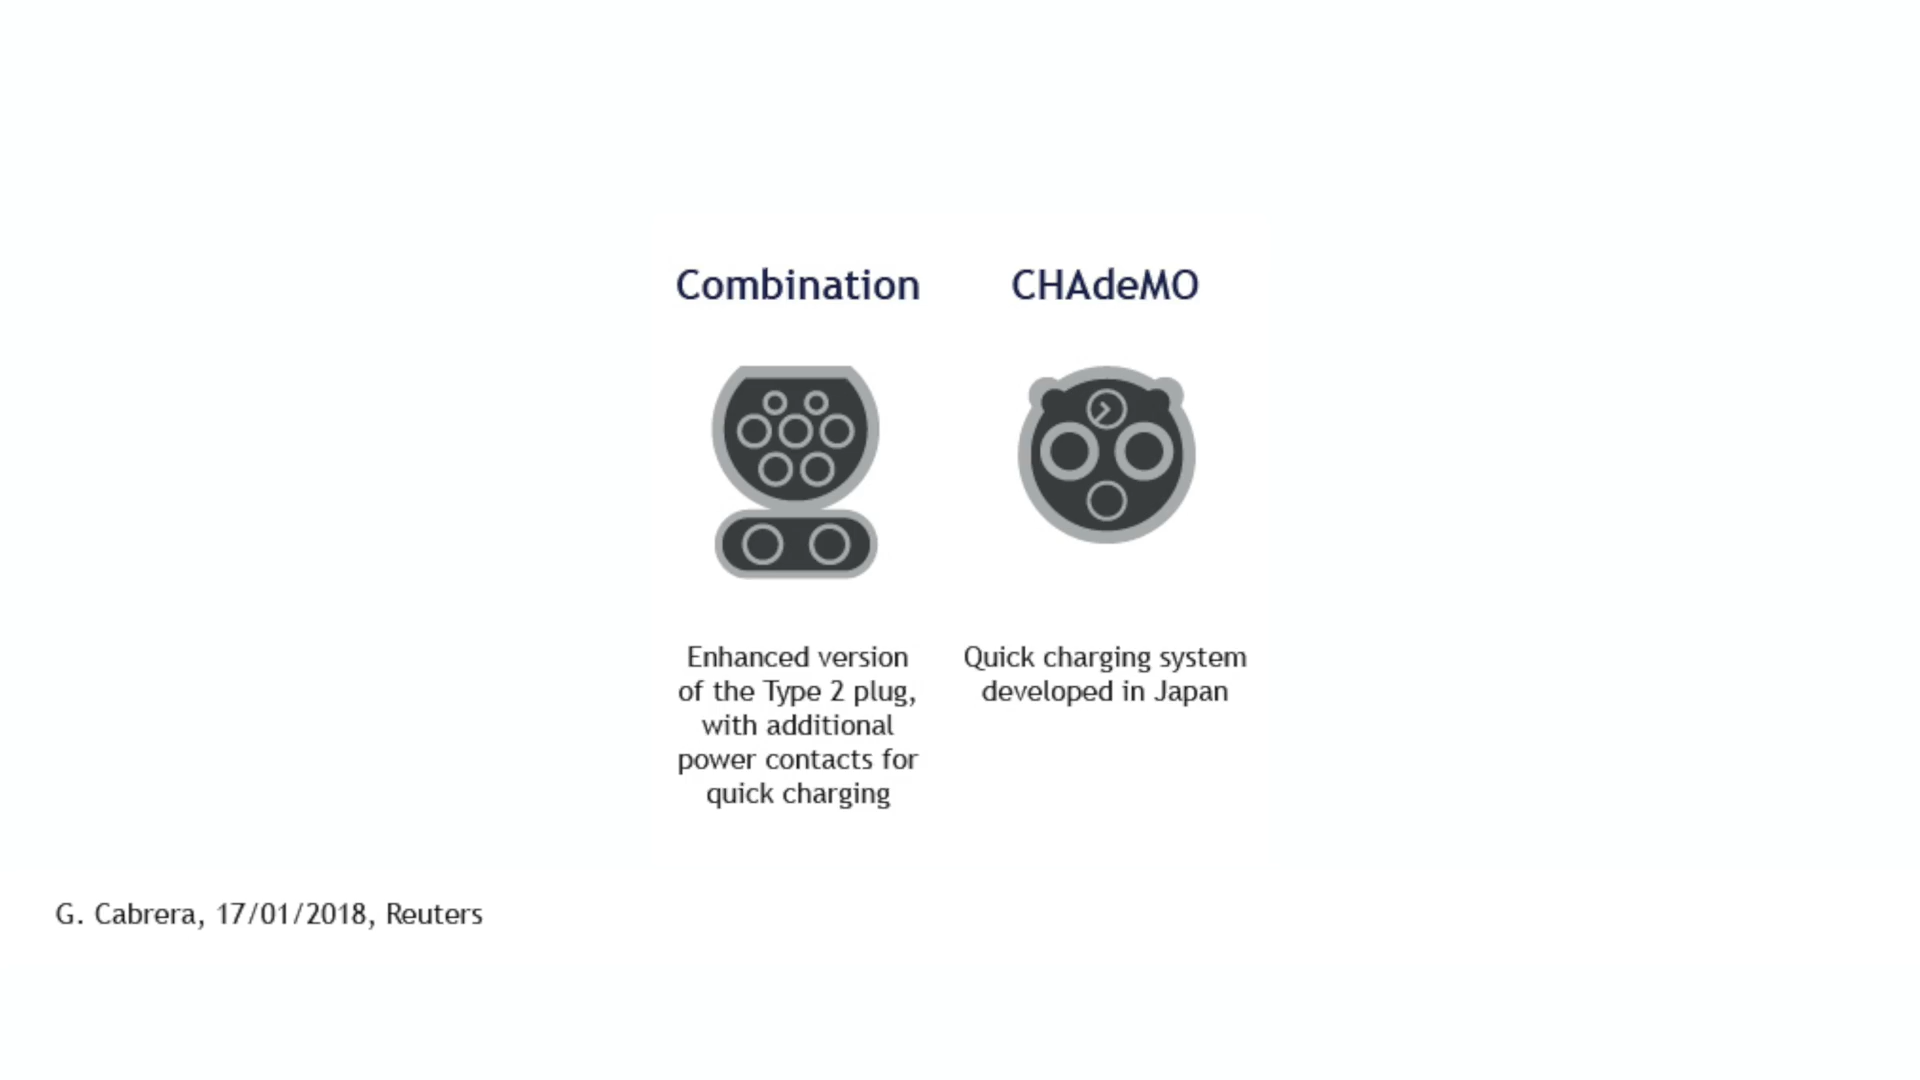 Combination
CHAdeMO
Enhanced version
of the Type 2 plug,
with additional
power contacts for
quick charging
Quick charging system
developed in Japan
G. Cabrera, 17/01/2018, Reuters